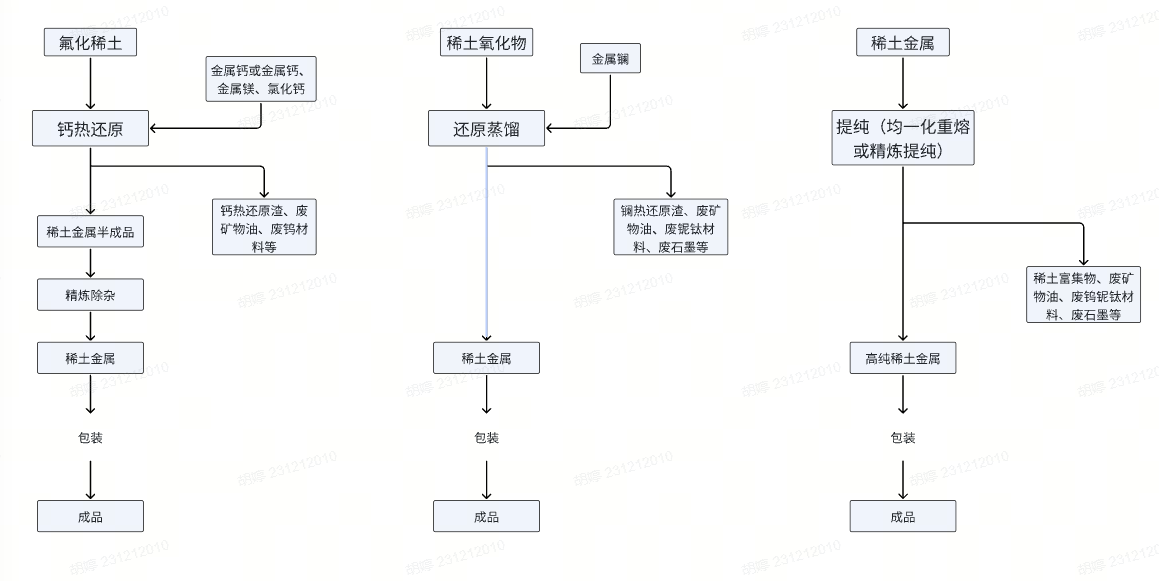 氟化稀土
金属钙或金属钙、
金属镁、氯化钙
钙热还原
钙热还原渣、废
矿物油、废钨材
料等
稀土金属半成品
精炼除杂
稀土金属
包装
成品
稀土氧化物
金属镧
还原蒸馏
镧热还原渣、废矿
物油、废铌钛材
料、废石墨等
稀土金属
包装
成品
稀土金属
提纯（均一化重熔
或精炼提纯）
稀土富集物、废矿
物油、废钨铌钛材
料、废石墨等
高纯稀土金属
包装
成品
231212010